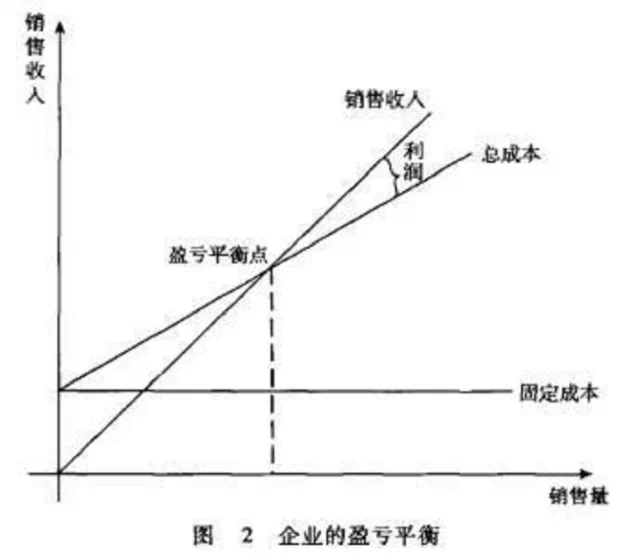 销售收入
销售收人
利润
总成本
盈亏平衡点
固定成本
销售量
图 2 企业的盈亏平衡